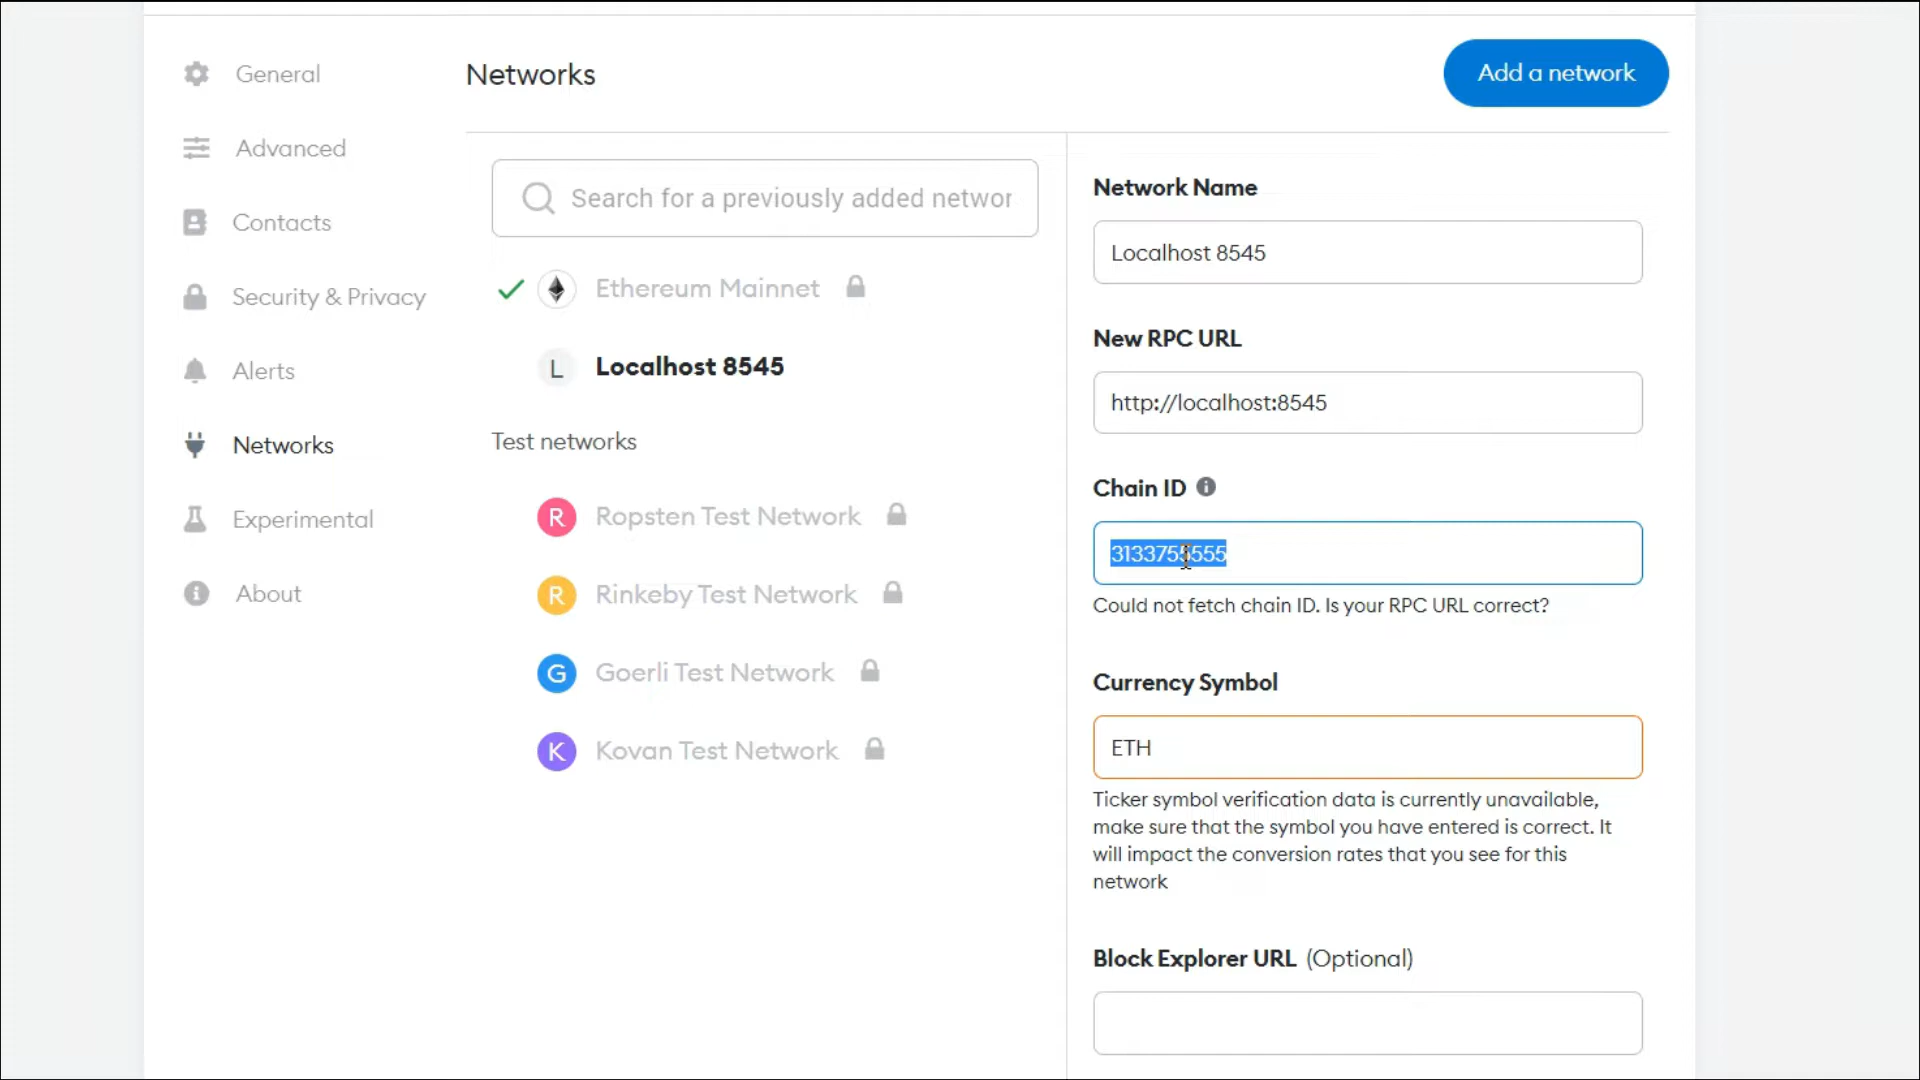 General
Advanced
Contacts
Security & Privacy
Alerts
Networks
Experimental
About
Networks
Add a network
Search for a previously added networ
Ethereum Mainnet
L
Localhost 8545
Test networks
R
Ropsten Test Network
R
Rinkeby Test Network
G
Goerli Test Network
K
Kovan Test Network
Network Name
Localhost 8545
New RPC URL
http://localhost:8545
Chain ID
3133755555
Could not fetch chain ID. Is your RPC URL correct?
Currency Symbol
ETH
Ticker symbol verification data is currently unavailable,
make sure that the symbol you have entered is correct. It
will impact the conversion rates that you see for this
network
Block Explorer URL (Optional)